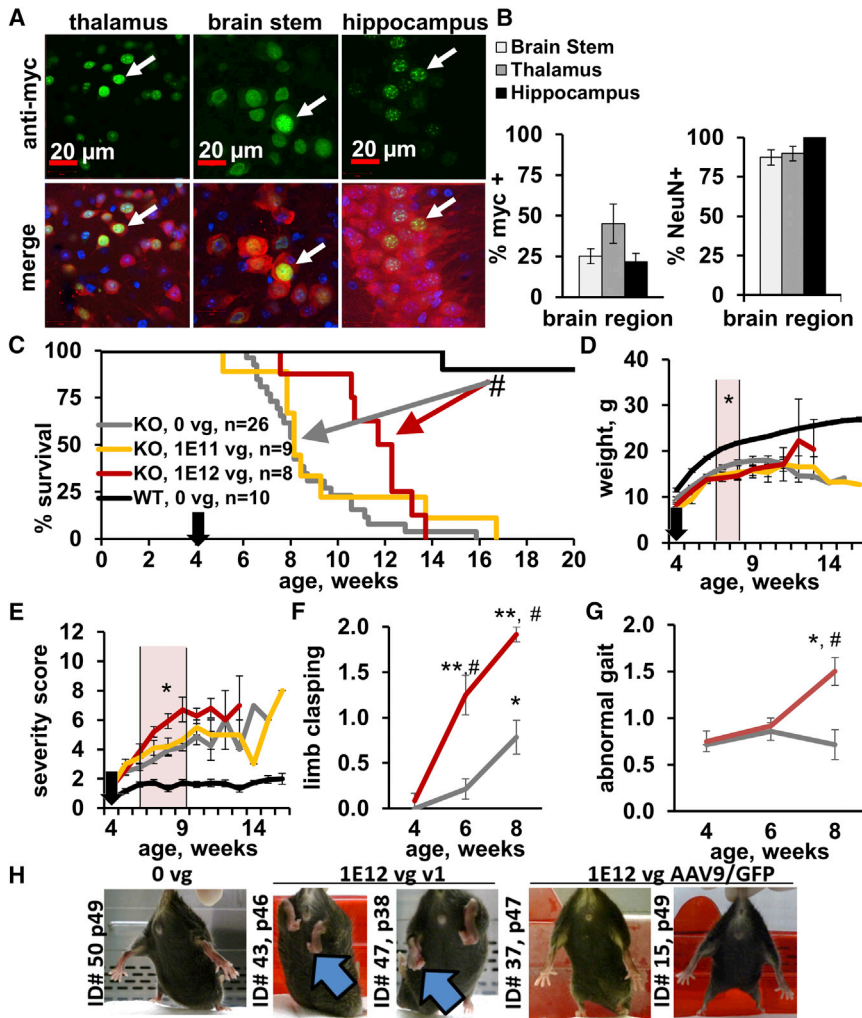 A
thalamus
brain stem
hippocampus
anti-myc
20 µm
20 µm
20 µm
merge
B
Brain Stem
Thalamus
Hippocampus
% myc +
100
75
50
25
0
brain region
% NeuN+
100
75
50
25
0
brain region
C
% survival
100
75
50
25
0
#
KO, 0 vg, n=26
KO, 1E11 vg, n=9
KO, 1E12 vg, n=8
WT, 0 vg, n=10
0 2 4 6 8 10 12 14 16 18 20
age, weeks
D
weight, g
40
30
20
10
0
*
4 9 14
age, weeks
E
severity score
12
10
8
6
4
2
0
*
4 9 14
age, weeks
F
limb clasping
2.0
1.5
1.0
0.5
0.0
**,#
**, #
*
4 6 8
age, weeks
G
abnormal gait
2.0
1.5
1.0
0.5
0.0
*, #
4 6 8
age, weeks
H
0 vg
1E12 vg v1
1E12 vg AAV9/GFP
ID# 50 p49
ID# 43, p46
ID# 47, p38
ID# 37, p47
ID# 15, p49